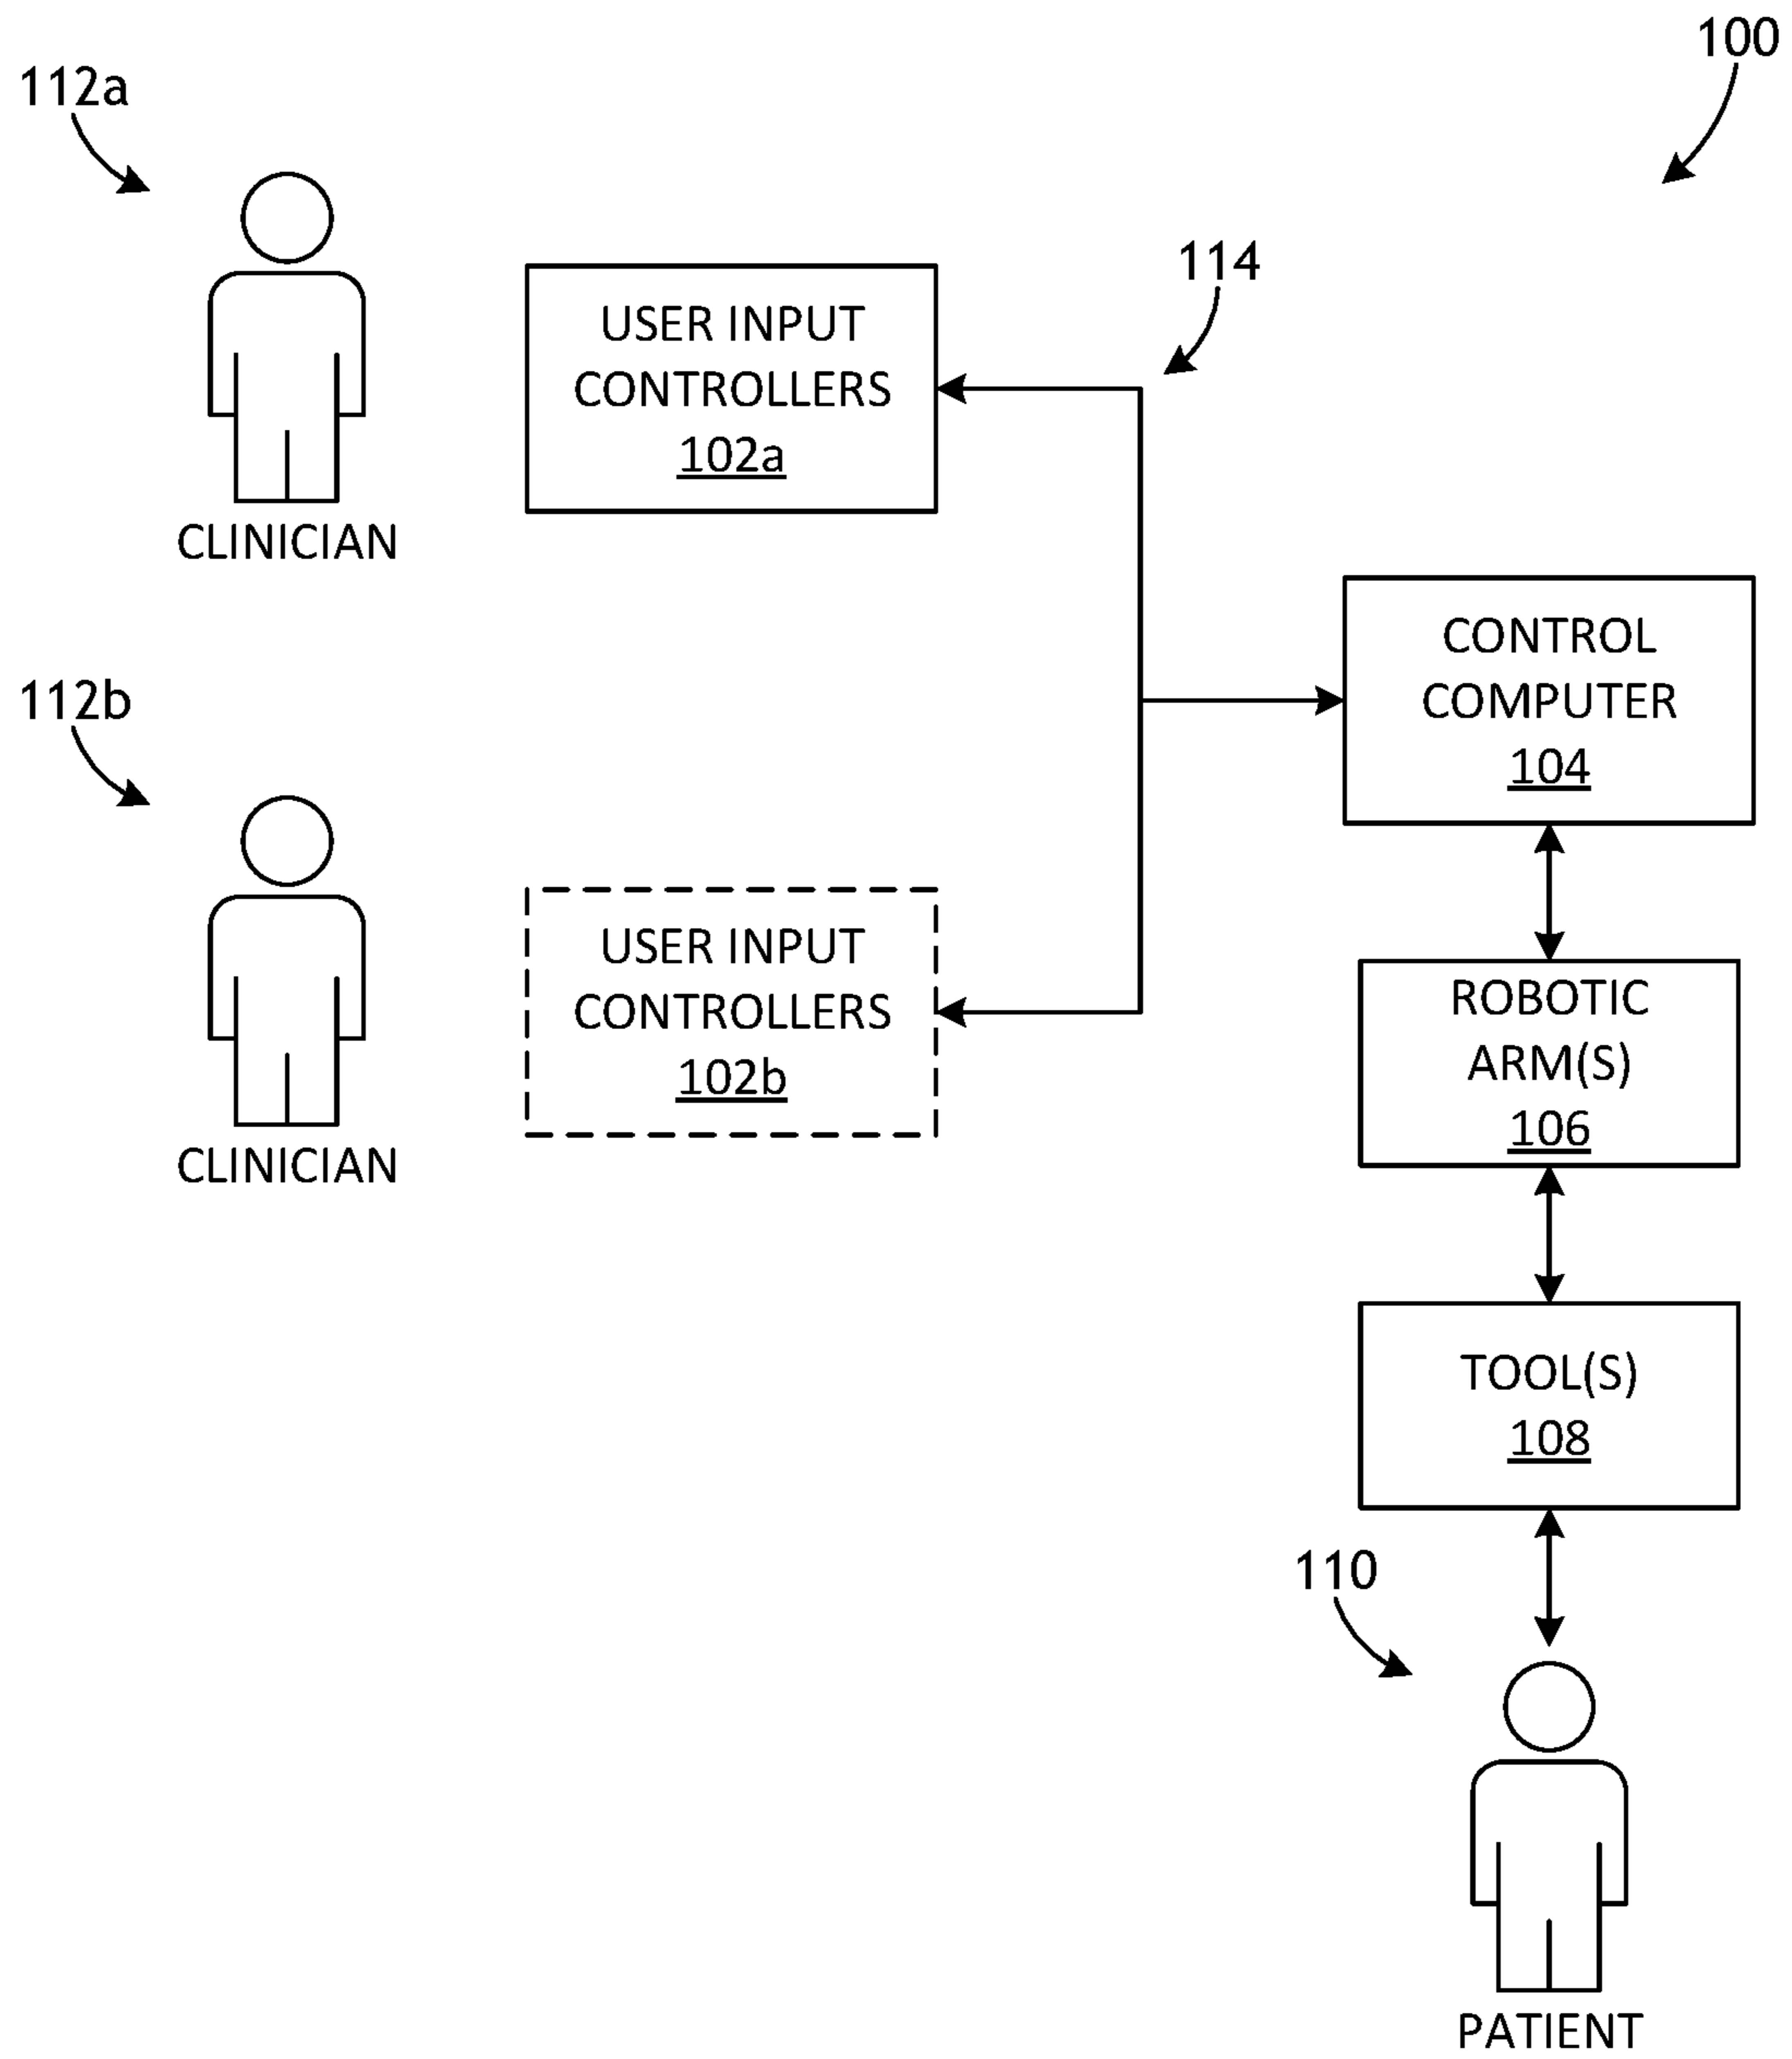 100
112a
114
USER INPUT
CONTROLLERS
102a
CLINICIAN
CONTROL
COMPUTER
104
112b
USER INPUT
CONTROLLERS
102b
CLINICIAN
ROBOTIC
ARM(S)
106
TOOL(S)
108
110
PATIENT